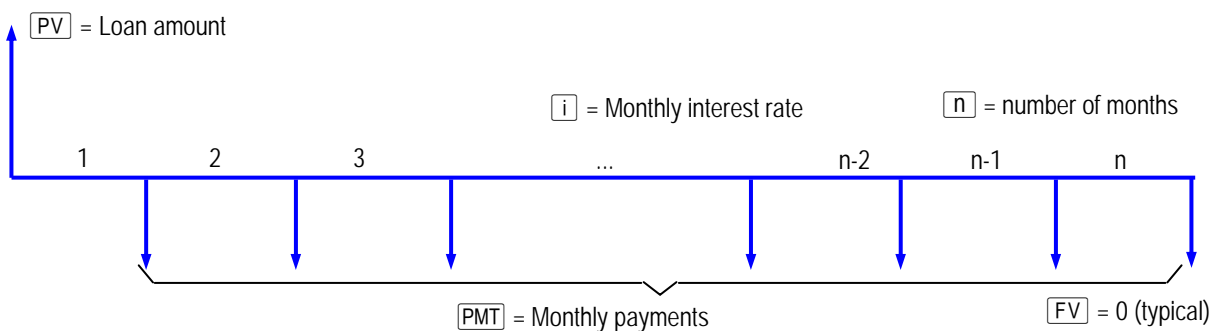 PV = Loan amount
i = Monthly interest rate n = number of months
1 2 3 ... n-2 n-1 n
PMT = Monthly payments FV = 0 (typical)